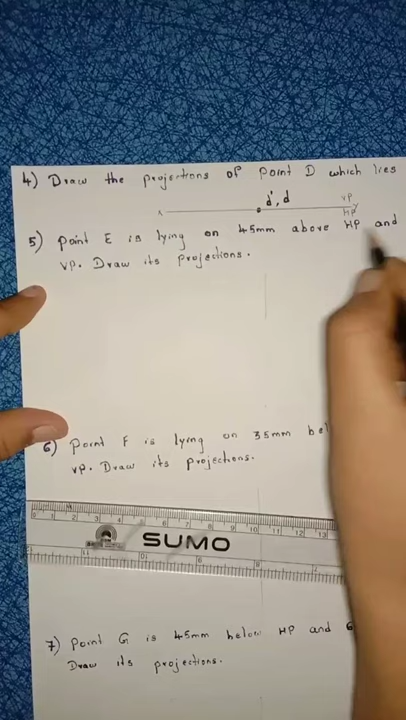 4) Draw the projections of point D which lies
d', d
x y
VP
HP
5) Point E is lying on 45mm above HP and
VP. Draw its projections.
6) Point F is lying on 35mm
VP. Draw its projections.
SUMO
7) Point G is 45mm below HP and 6
Draw its projections.